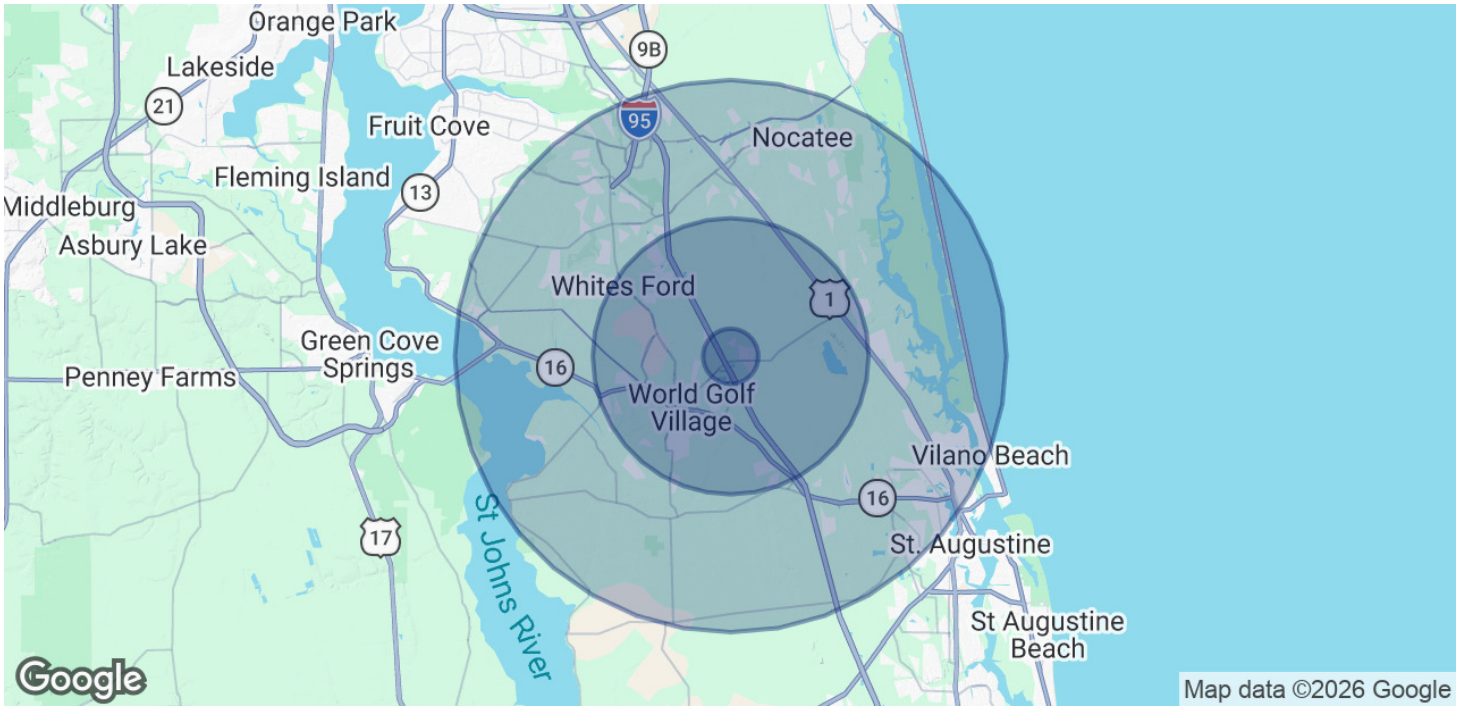 Orange Park
9B
Lakeside
21
95
Fruit Cove
Nocatee
Fleming Island
13
Middleburg
Asbury Lake
Whites Ford
1
Green Cove
Springs
16
Penney Farms
World Golf
Village
Vilano Beach
16
St Johns River
17
St. Augustine
St Augustine
Beach
Google
Map data ©2026 Google